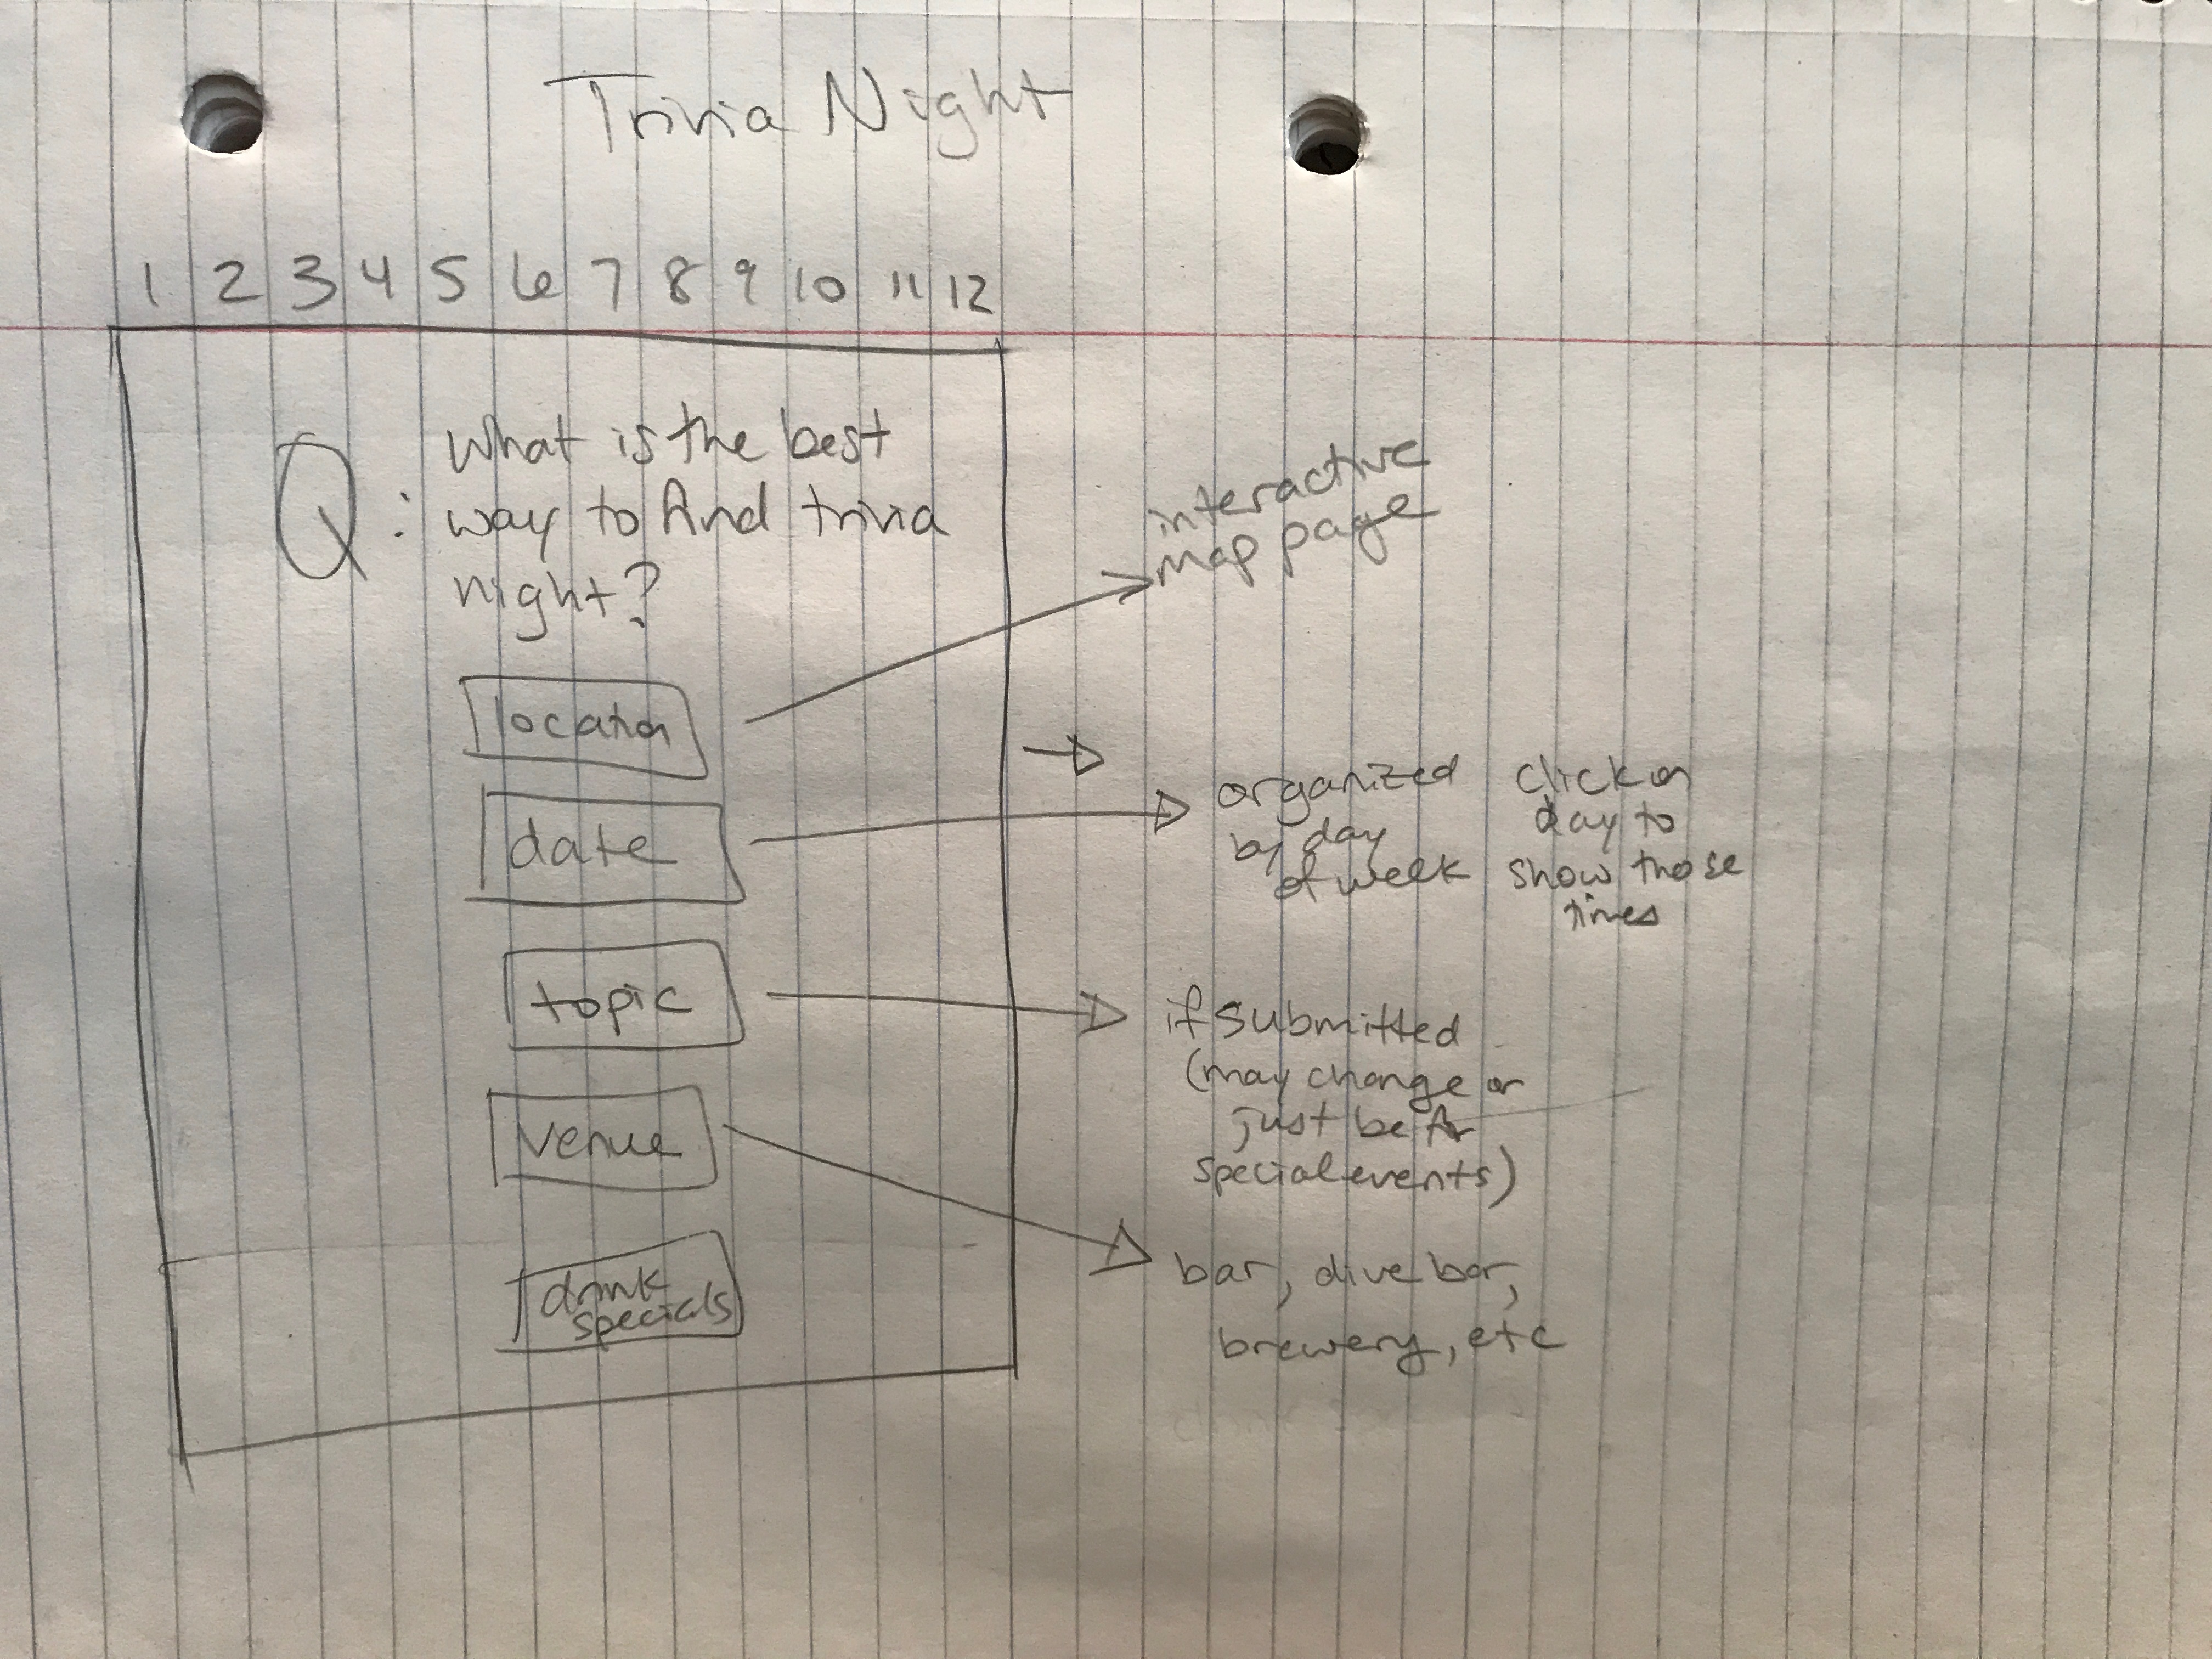 Trivia Night
1 2 3 4 5 6 7 8 9 10 11 12
Q: What is the best
way to find trivia
night?
location
date
topic
venue
drink
specials
interactive
map page
organized
by day
of week
click on
day to
show those
times
if submitted
(may change or
just be for
special events)
bar, dive bar,
brewery, etc